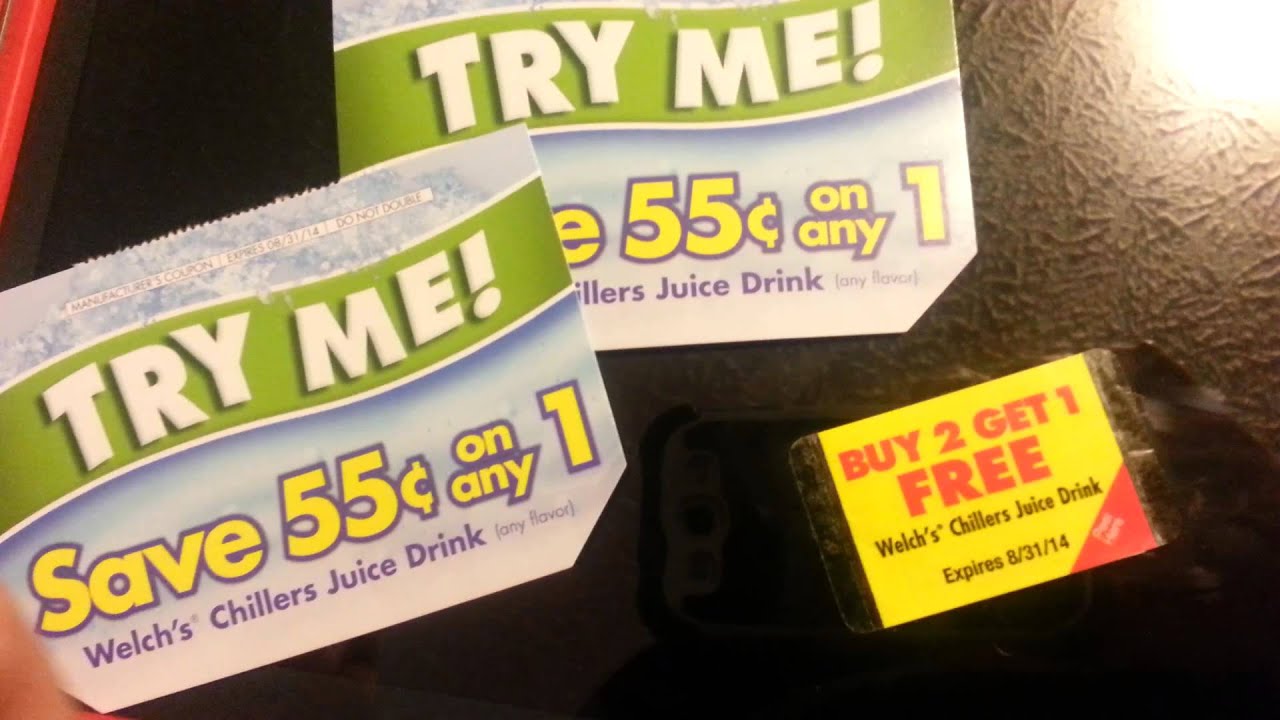 TRY ME!
e 55¢ on any 1
illers Juice Drink (any flavor).
MANUFACTURER'S COUPON | EXPIRES 08/31/14 | DO NOT DOUBLE
TRY ME!
Save 55¢ on any 1
Welch's® Chillers Juice Drink (any flavor).
BUY 2 GET 1
FREE
Welch's® Chillers Juice Drink
Expires 8/31/14